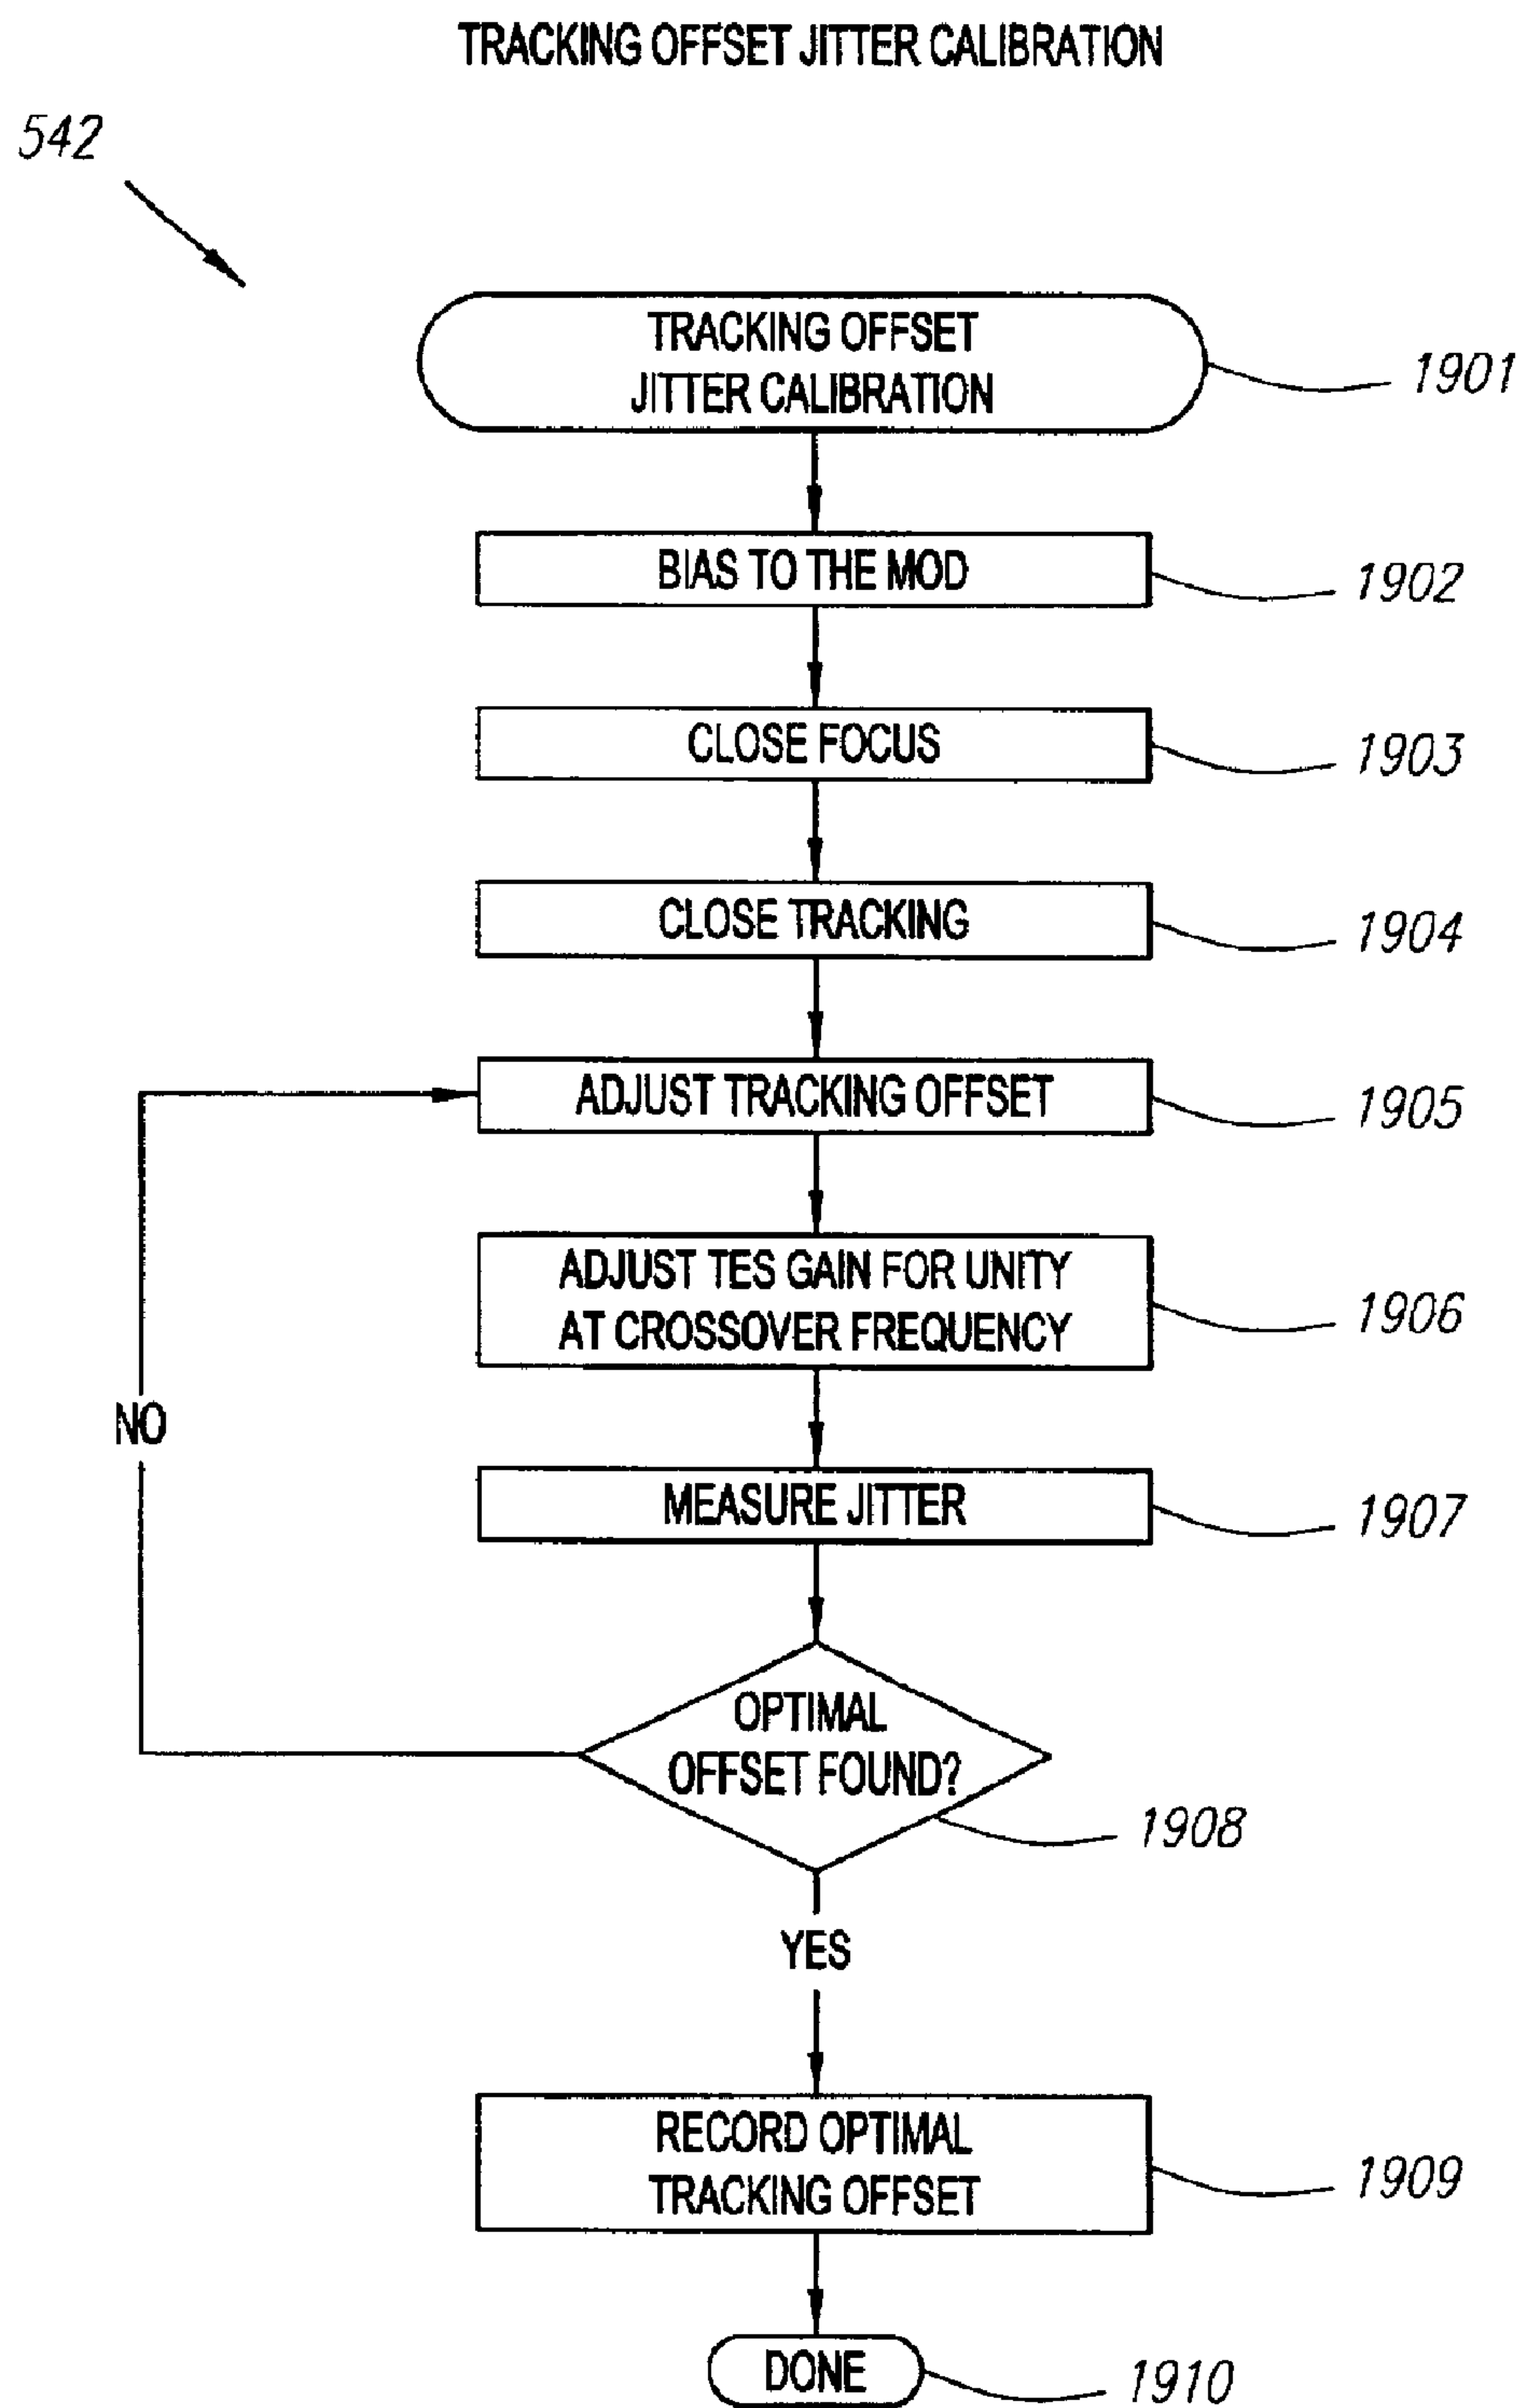 TRACKING OFFSET JITTER CALIBRATION
542
TRACKING OFFSET
JITTER CALIBRATION
1901
BIAS TO THE MOD
1902
CLOSE FOCUS
1903
CLOSE TRACKING
1904
ADJUST TRACKING OFFSET
1905
ADJUST TES GAIN FOR UNITY
AT CROSSOVER FREQUENCY
1906
NO
MEASURE JITTER
1907
OPTIMAL
OFFSET FOUND?
1908
YES
RECORD OPTIMAL
TRACKING OFFSET
1909
DONE
1910